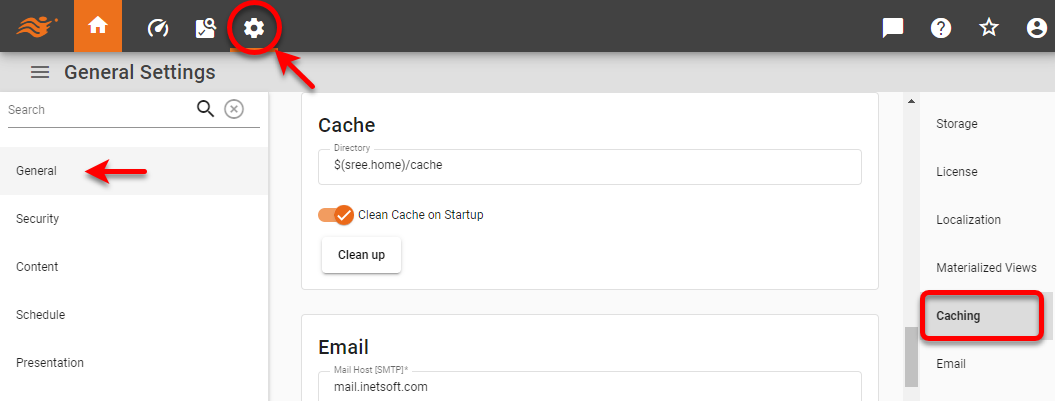 General Settings
Search
General
Security
Content
Schedule
Presentation
Cache
Directory
$(sree.home)/cache
Clean Cache on Startup
Clean up
Email
Mail Host [SMTP]*
mail.inetsoft.com
Storage
License
Localization
Materialized Views
Caching
Email